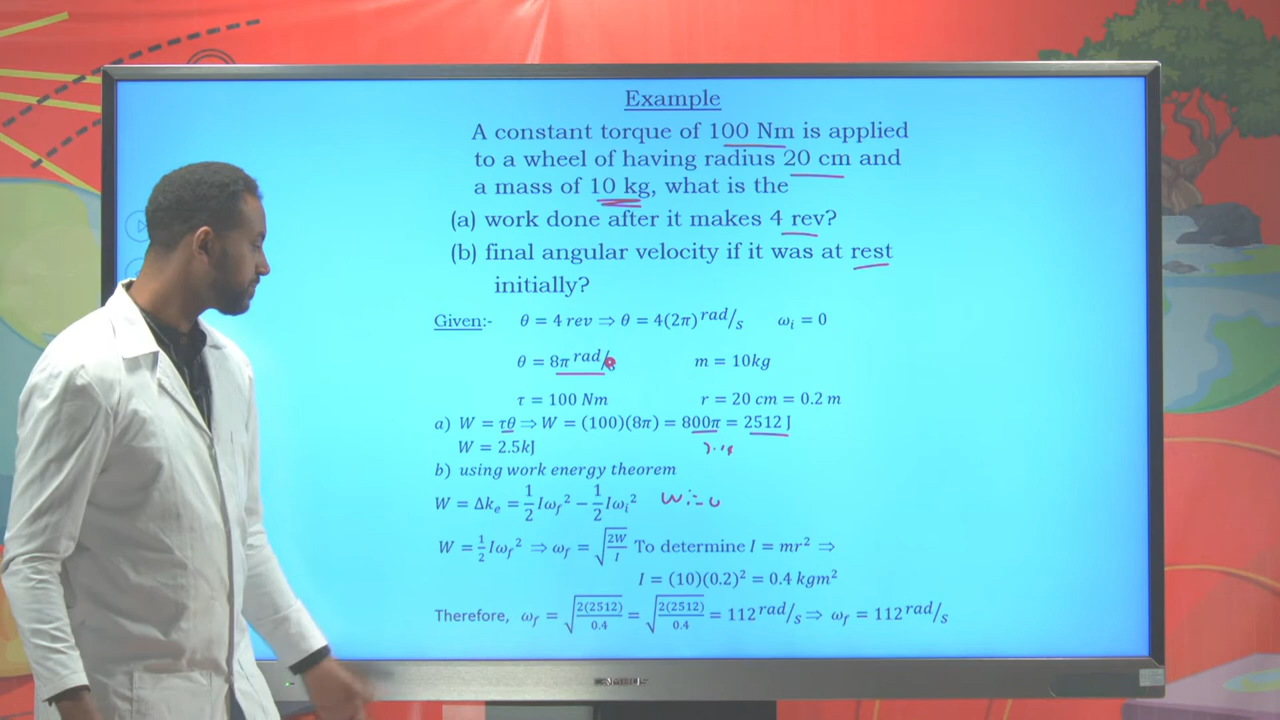 Example
A constant torque of 100 Nm is applied
to a wheel of having radius 20 cm and
a mass of 10 kg, what is the
(a) work done after it makes 4 rev?
(b) final angular velocity if it was at rest
initially?
Given:- θ = 4 rev ⇒ θ = 4(2π) rad/s ωᵢ = 0
θ = 8π rad/ m = 10kg
τ = 100 Nm r = 20 cm = 0.2 m
a) W = τθ ⇒ W = (100)(8π) = 800π = 2512 J
W = 2.5kJ
b) using work energy theorem
W = Δkₑ = 1/2 Iω_f² − 1/2 Iωᵢ²
W = 1/2 Iω_f² ⇒ ω_f = √(2W/I) To determine I = mr² ⇒
I = (10)(0.2)² = 0.4 kgm²
Therefore, ω_f = √(2(2512)/0.4) = √(2(2512)/0.4) = 112 rad/s ⇒ ω_f = 112 rad/s